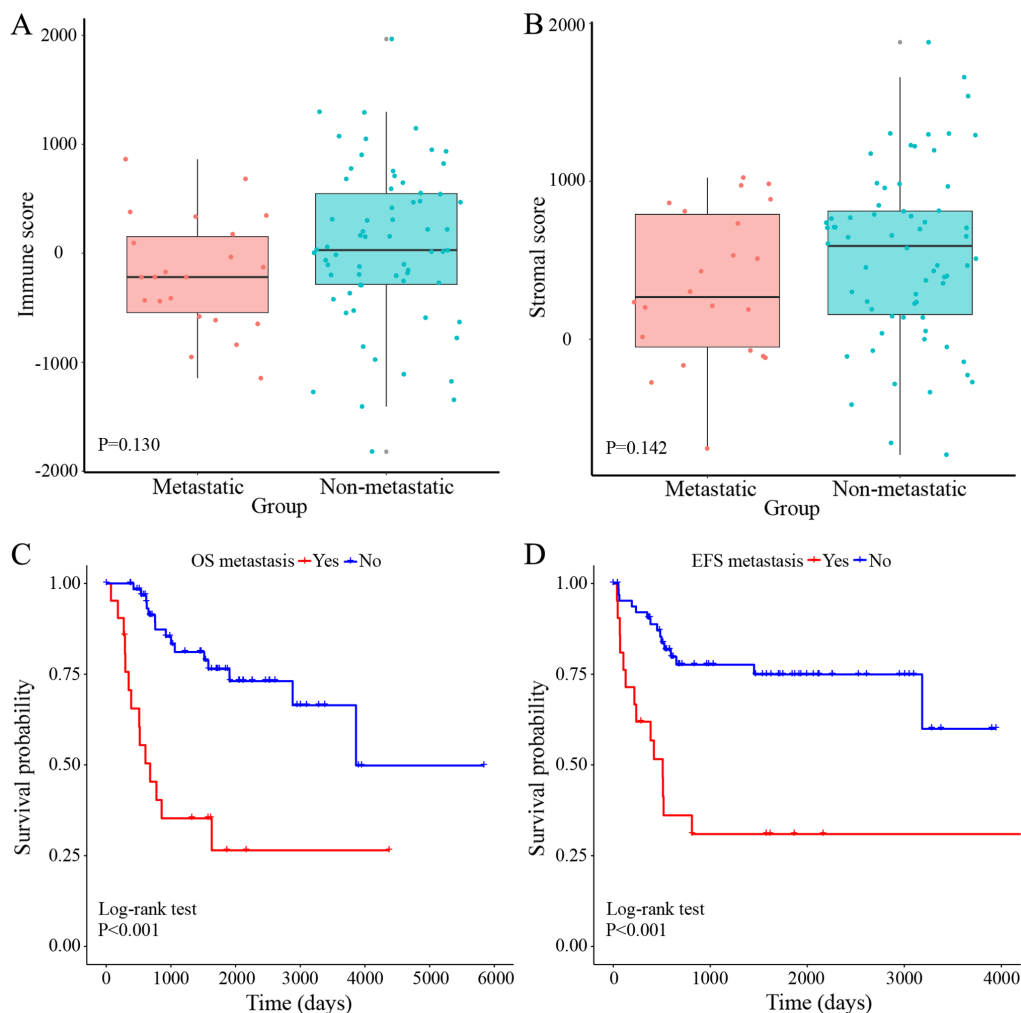 A
Immune score
2000
1000
0
-1000
-2000
P=0.130
Metastatic
Non-metastatic
Group
B
Stromal score
2000
1000
0
P=0.142
Metastatic
Non-metastatic
Group
C
OS metastasis Yes No
Survival probability
1.00
0.75
0.50
0.25
0.00
Log-rank test
P<0.001
0 1000 2000 3000 4000 5000 6000
Time (days)
D
EFS metastasis Yes No
Survival probability
1.00
0.75
0.50
0.25
0.00
Log-rank test
P<0.001
0 1000 2000 3000 4000
Time (days)